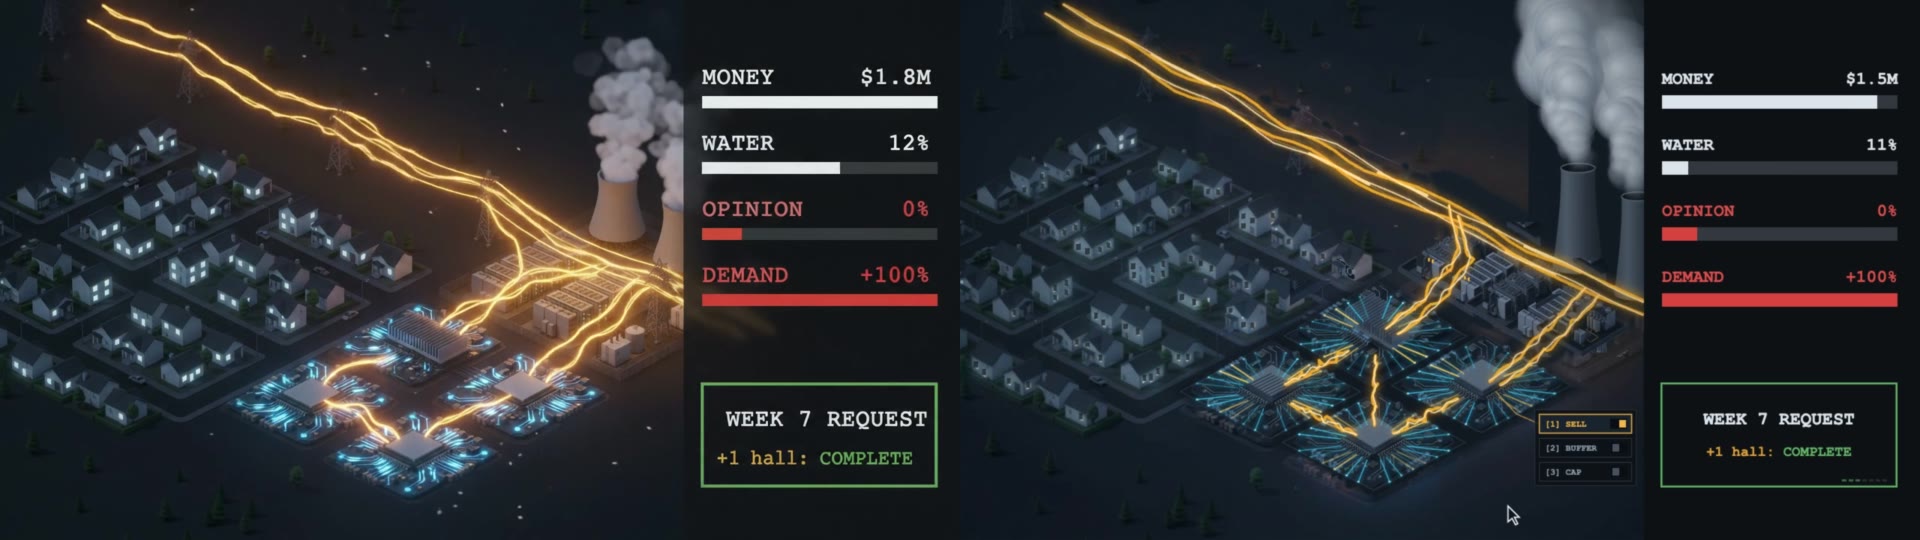 MONEY $1.8M
WATER 12%
OPINION 0%
DEMAND +100%
WEEK 7 REQUEST
+1 hall: COMPLETE
[1] SELL
[2] BUFFER
[3] CAP
MONEY $1.5M
WATER 11%
OPINION 0%
DEMAND +100%
WEEK 7 REQUEST
+1 hall: COMPLETE